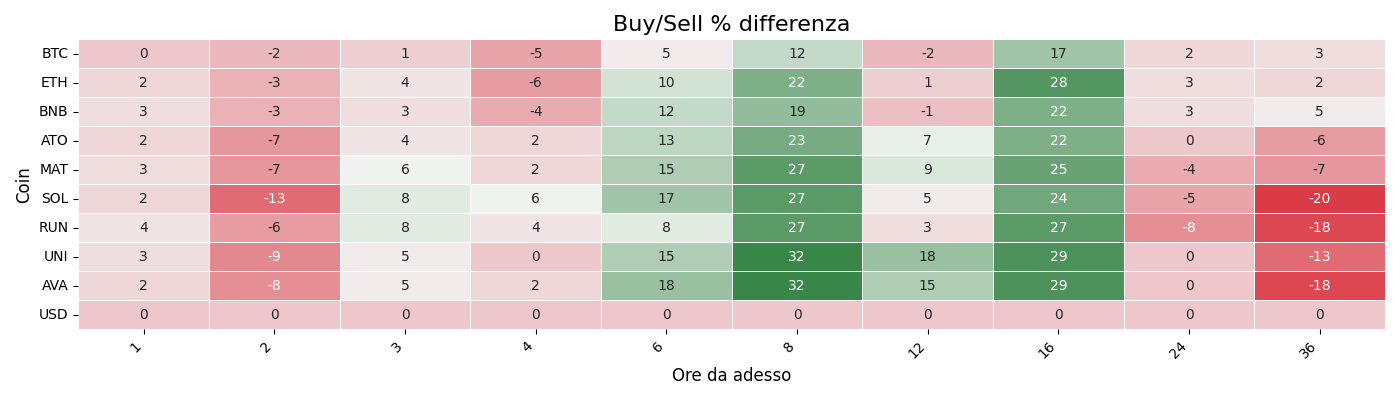 Buy/Sell % differenza
Coin
BTC 0 -2 1 -5 5 12 -2 17 2 3
ETH 2 -3 4 -6 10 22 1 28 3 2
BNB 3 -3 3 -4 12 19 -1 22 3 5
ATO 2 -7 4 2 13 23 7 22 0 -6
MAT 3 -7 6 2 15 27 9 25 -4 -7
SOL 2 -13 8 6 17 27 5 24 -5 -20
RUN 4 -6 8 4 8 27 3 27 -8 -18
UNI 3 -9 5 0 15 32 18 29 0 -13
AVA 2 -8 5 2 18 32 15 29 0 -18
USD 0 0 0 0 0 0 0 0 0 0
1 2 3 4 6 8 12 16 24 36
Ore da adesso